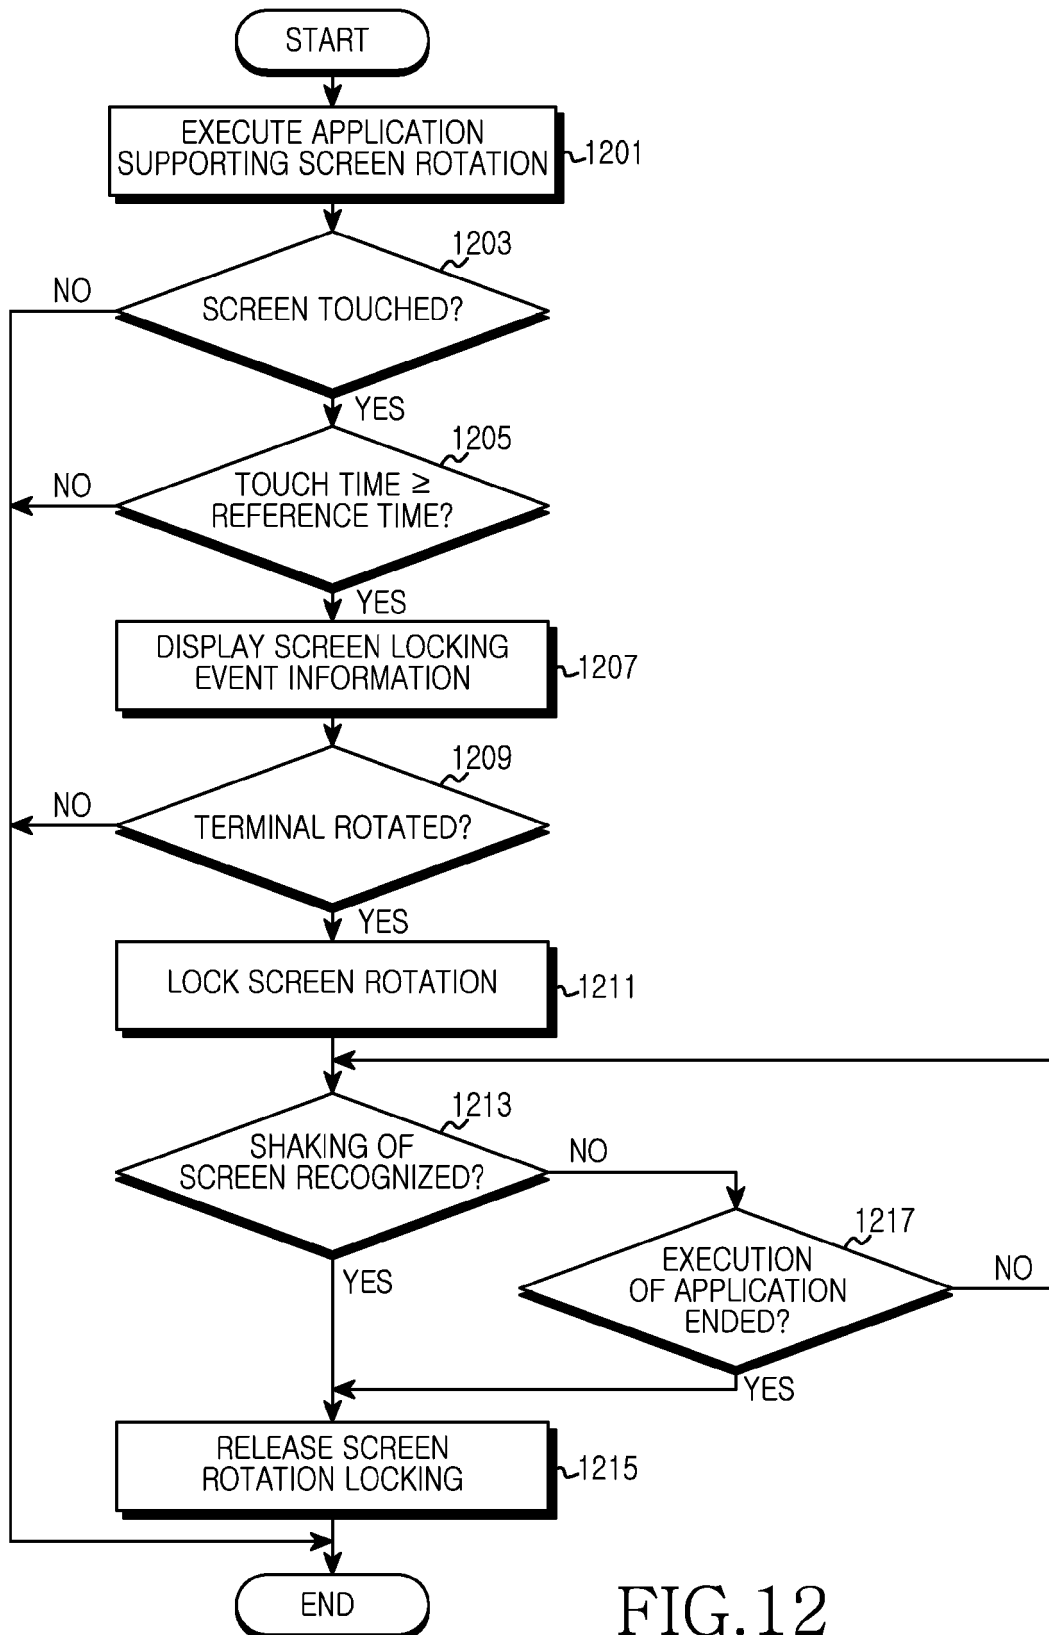 START
EXECUTE APPLICATION
SUPPORTING SCREEN ROTATION
1201
1203
NO
SCREEN TOUCHED?
YES
1205
NO
TOUCH TIME ≥
REFERENCE TIME?
YES
DISPLAY SCREEN LOCKING
EVENT INFORMATION
1207
1209
NO
TERMINAL ROTATED?
YES
LOCK SCREEN ROTATION
1211
1213
SHAKING OF
SCREEN RECOGNIZED?
NO
YES
1217
EXECUTION
OF APPLICATION
ENDED?
NO
YES
RELEASE SCREEN
ROTATION LOCKING
1215
END
FIG.12